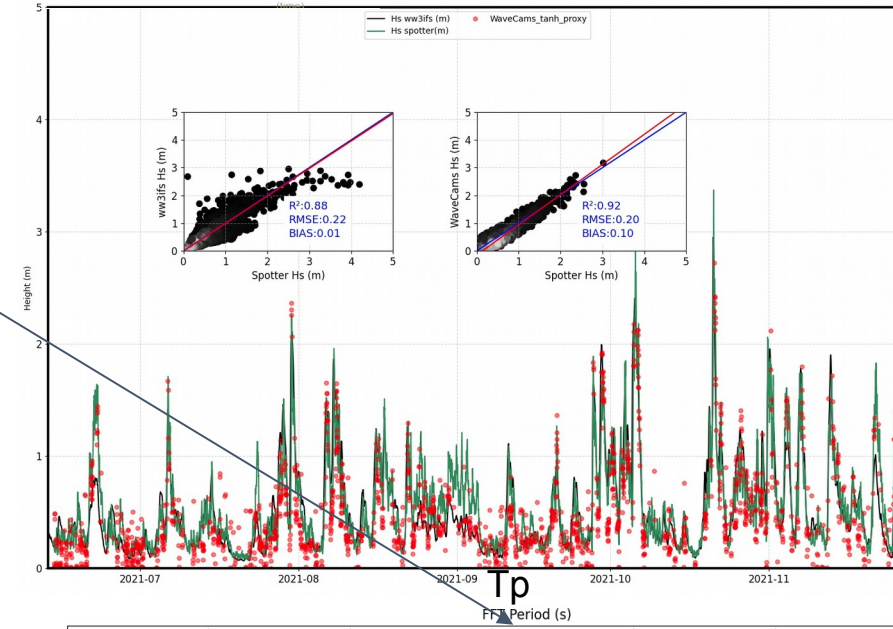 (time)
Hs ww3ifs (m)
WaveCams_tanh_proxy
Hs spotter(m)
5
4
3
2
1
0
Height (m)
5
4
3
2
1
0
ww3ifs Hs (m)
R²:0.88
RMSE:0.22
BIAS:0.01
0 1 2 3 4 5
Spotter Hs (m)
5
4
3
2
1
0
WaveCams Hs (m)
R²:0.92
RMSE:0.20
BIAS:0.10
0 1 2 3 4 5
Spotter Hs (m)
2021-07 2021-08 2021-09 2021-10 2021-11
Tp
FFT Period (s)